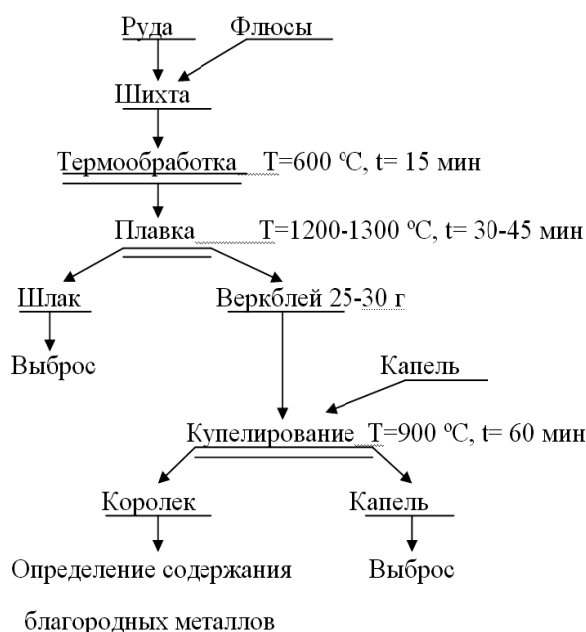 Руда Флюсы
Шихта
Термообработка T=600 ºC, t= 15 мин
Плавка T=1200-1300 ºC, t= 30-45 мин
Шлак Веркблей 25-30 г
Выброс Капель
Купелирование T=900 ºC, t= 60 мин
Королек Капель
Определение содержания Выброс
благородных металлов